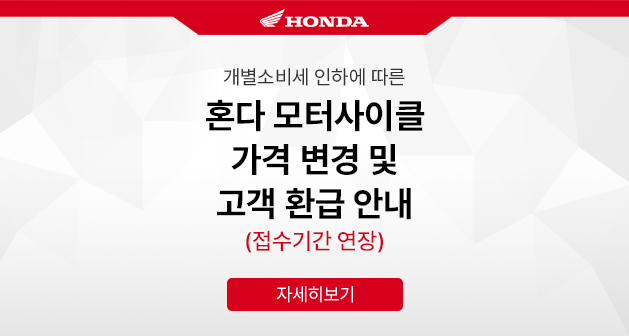 HONDA
개별소비세 인하에 따른
혼다 모터사이클
가격 변경 및
고객 환급 안내
(접수기간 연장)
자세히보기